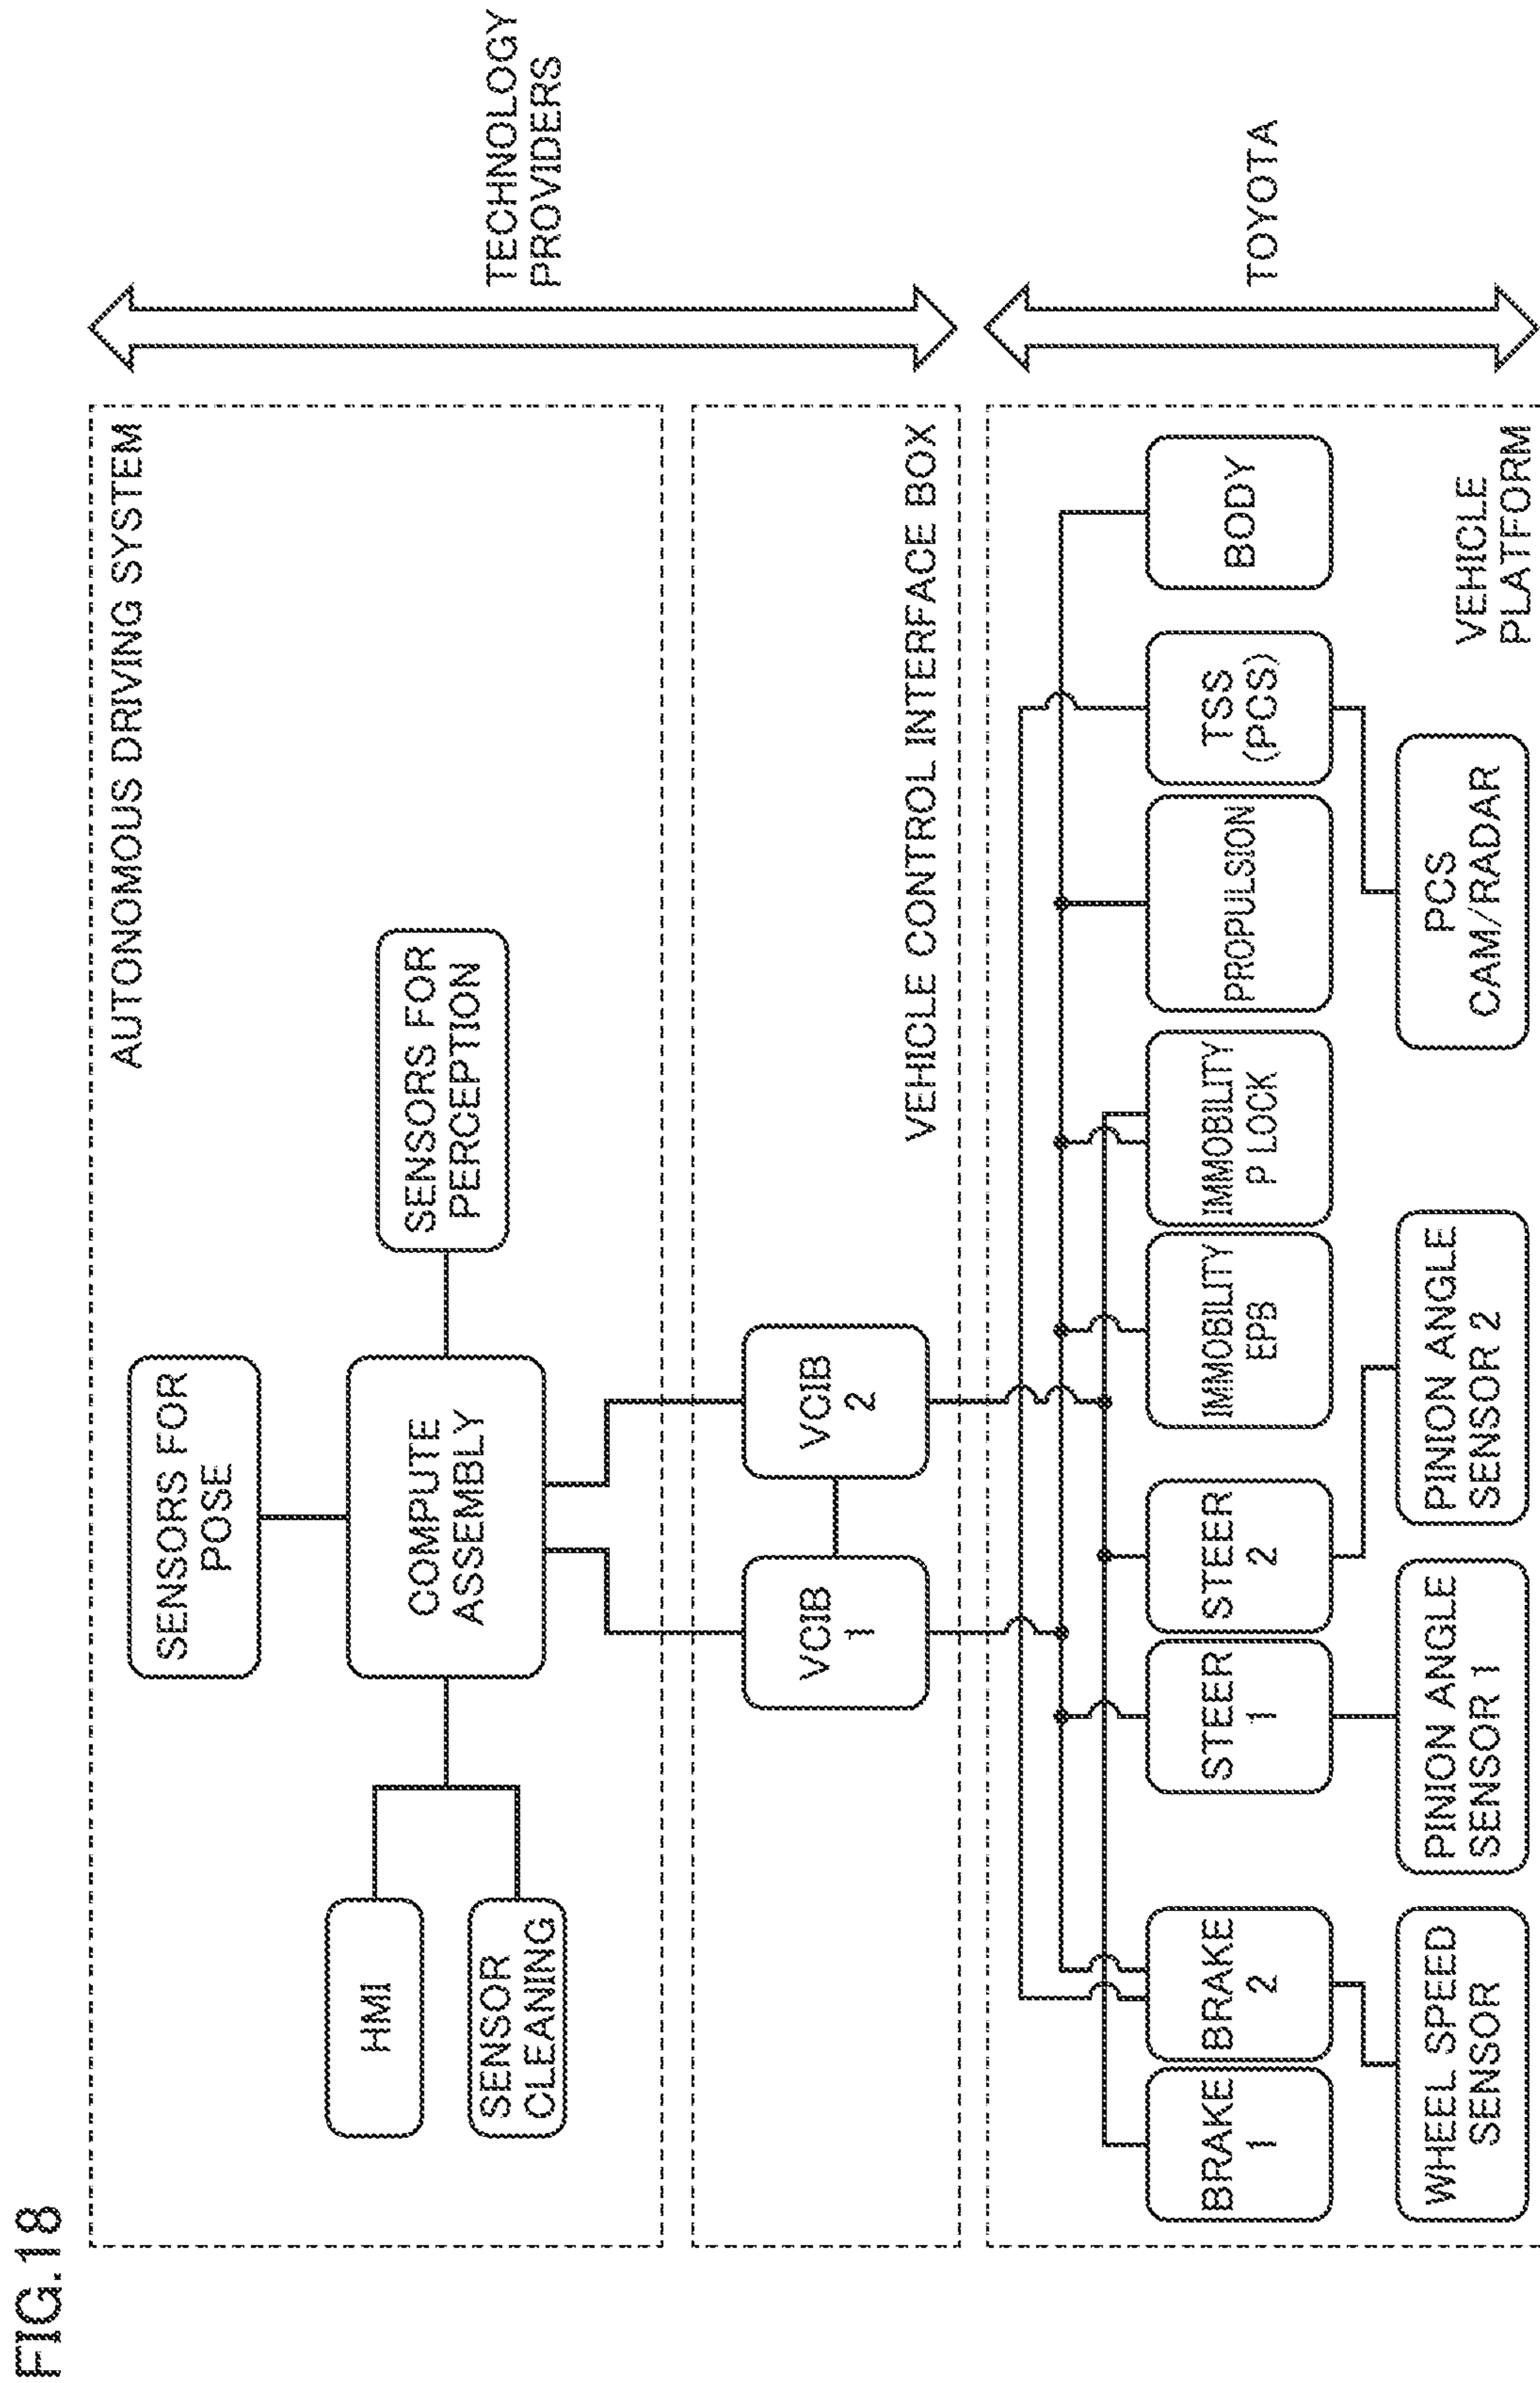 FIG.18
AUTONOMOUS DRIVING SYSTEM
SENSORS FOR
POSE
HMI
SENSOR
CLEANING
COMPUTE
ASSEMBLY
SENSORS FOR
PERCEPTION
TECHNOLOGY
PROVIDERS
VCIB
1
VCIB
2
VEHICLE CONTROL INTERFACE BOX
BRAKE
1
BRAKE
2
STEER
1
STEER
2
IMMOBILITY
EPB
IMMOBILITY
P LOCK
PROPULSION
TSS
(PCS)
BODY
TOYOTA
WHEEL SPEED
SENSOR
PINION ANGLE
SENSOR 1
PINION ANGLE
SENSOR 2
PCS
CAM/RADAR
VEHICLE
PLATFORM